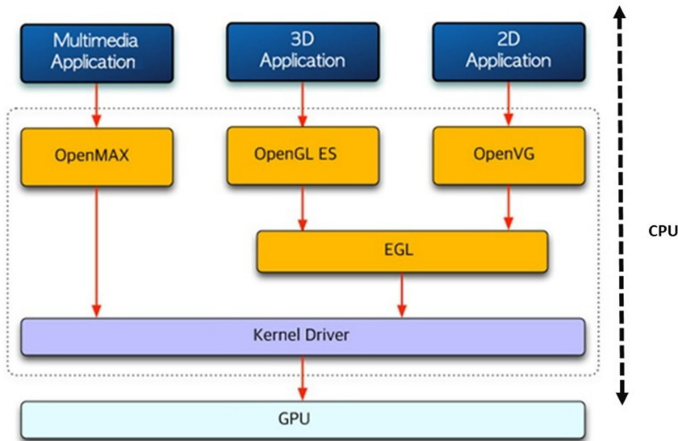 Multimedia
Application
3D
Application
2D
Application
OpenMAX
OpenGL ES
OpenVG
EGL
CPU
Kernel Driver
GPU